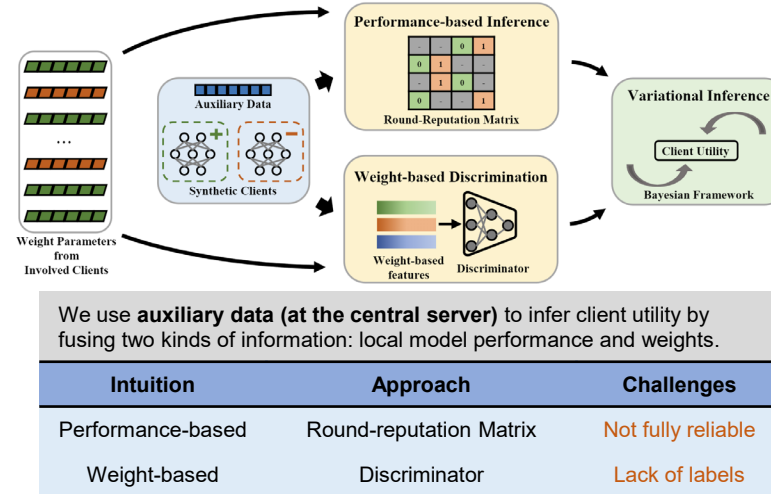 Performance-based Inference
- - 0 1
0 1 - -
- 1 0 -
0 - - 1
Round-Reputation Matrix
...
Weight Parameters
from
Involved Clients
Auxiliary Data
+
−
Synthetic Clients
Weight-based Discrimination
Weight-based
features
Discriminator
Variational Inference
Client Utility
Bayesian Framework
We use auxiliary data (at the central server) to infer client utility by
fusing two kinds of information: local model performance and weights.
Intuition Approach Challenges
Performance-based Round-reputation Matrix Not fully reliable
Weight-based Discriminator Lack of labels